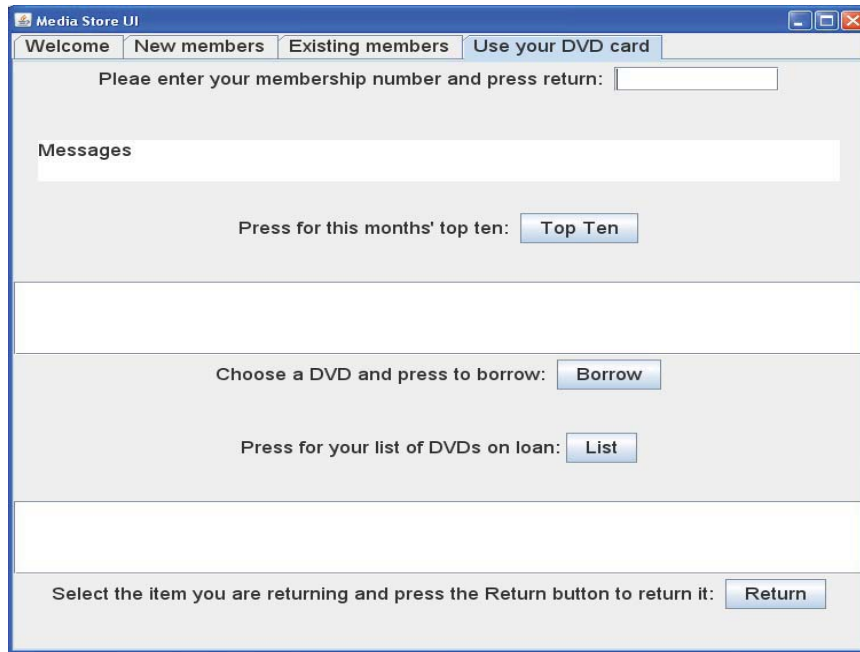 Media Store UI
Welcome New members Existing members Use your DVD card
Pleae enter your membership number and press return:
Messages
Press for this months' top ten: Top Ten
Choose a DVD and press to borrow: Borrow
Press for your list of DVDs on loan: List
Select the item you are returning and press the Return button to return it: Return